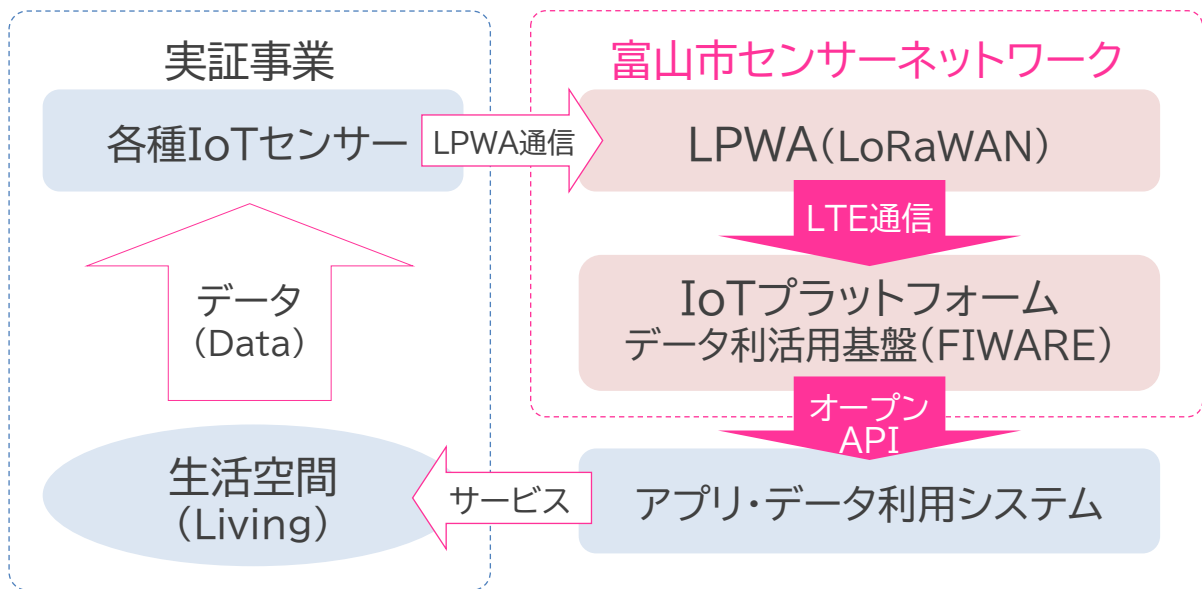 実証事業
各種IoTセンサー
LPWA通信
富山市センサーネットワーク
LPWA(LoRaWAN)
LTE通信
IoTプラットフォーム
データ利活用基盤(FIWARE)
オープン
API
アプリ・データ利用システム
サービス
生活空間
(Living)
データ
(Data)